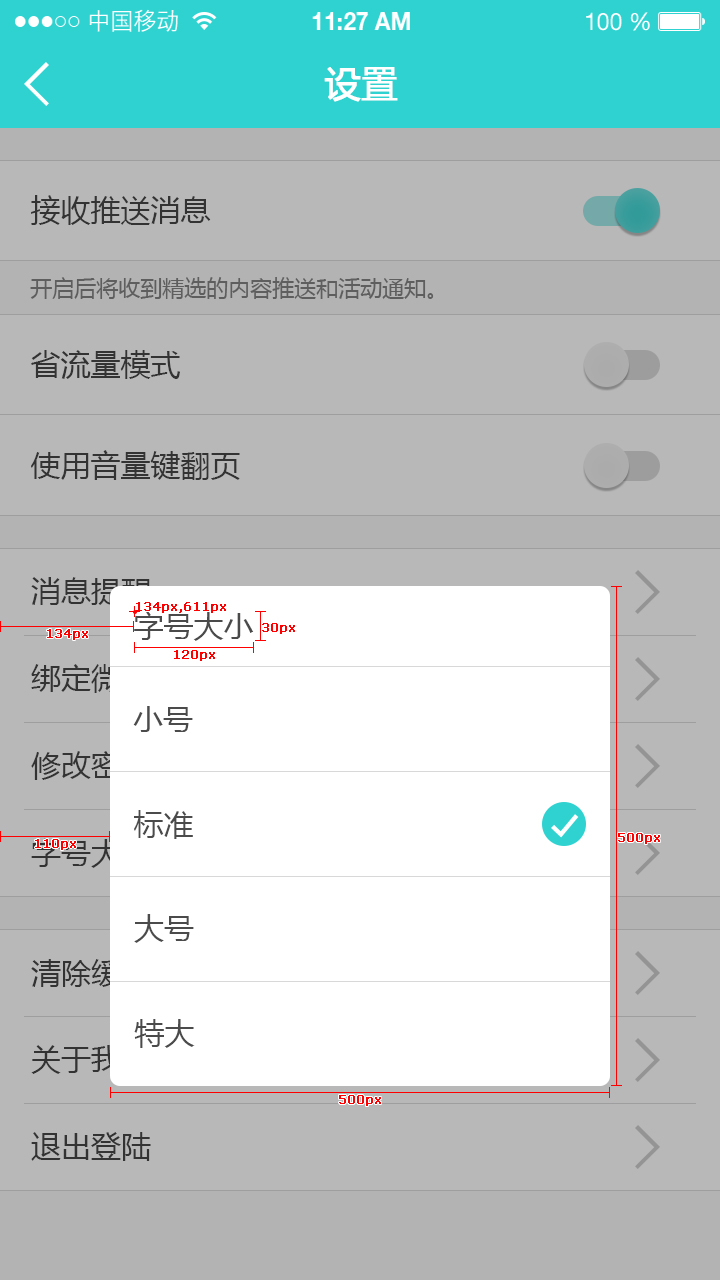 中国移动 11:27 AM 100 %
设置
接收推送消息
开启后将收到精选的内容推送和活动通知。
省流量模式
使用音量键翻页
消息提醒
134px,611px
字号大小
30px
134px
120px
绑定微
小号
修改密
标准
110px
500px
字号大
大号
清除缓
特大
关于我
500px
退出登陆